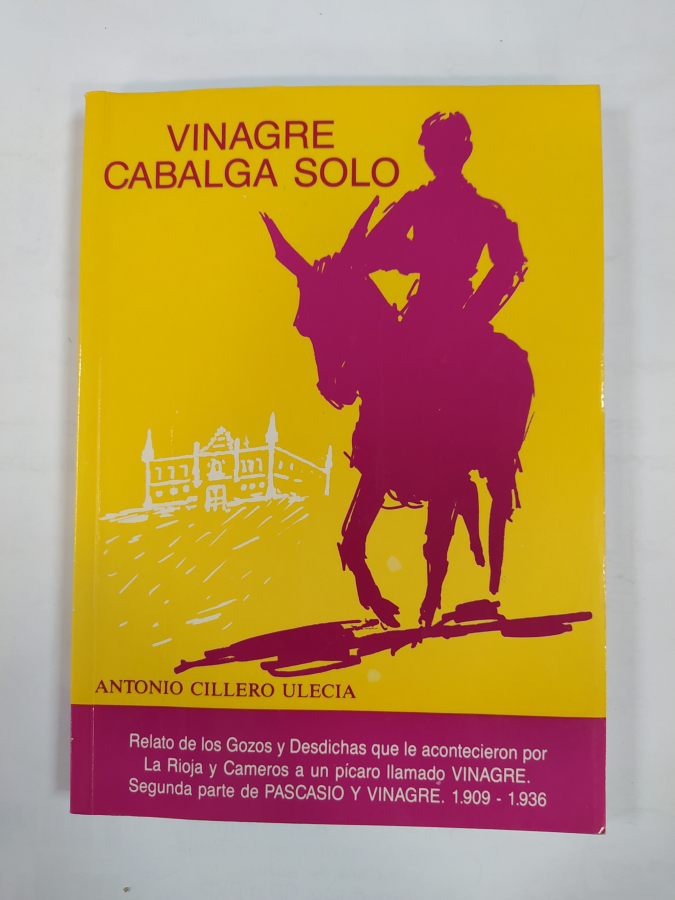 VINAGRE
CABALGA SOLO
ANTONIO CILLERO ULECIA
Relato de los Gozos y Desdichas que le acontecieron por
La Rioja y Cameros a un pícaro llamado VINAGRE.
Segunda parte de PASCASIO Y VINAGRE. 1.909 - 1.936